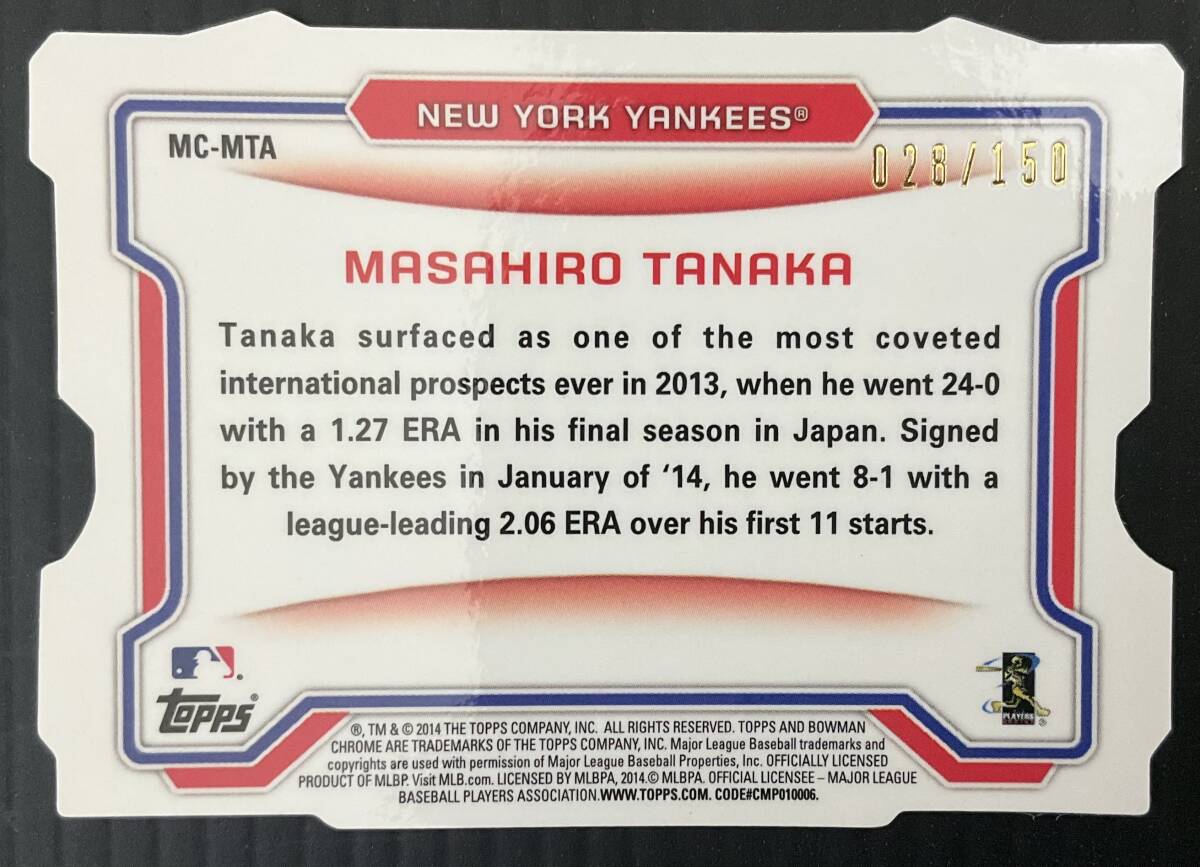 NEW YORK YANKEES®
MC-MTA
028/150
MASAHIRO TANAKA
Tanaka surfaced as one of the most coveted
international prospects ever in 2013, when he went 24-0
with a 1.27 ERA in his final season in Japan. Signed
by the Yankees in January of ‘14, he went 8-1 with a
league-leading 2.06 ERA over his first 11 starts.
TOPPS®
PLAYERS
®, TM & © 2014 THE TOPPS COMPANY, INC. ALL RIGHTS RESERVED. TOPPS AND BOWMAN
CHROME ARE TRADEMARKS OF THE TOPPS COMPANY, INC. Major League Baseball trademarks and
copyrights are used with permission of Major League Baseball Properties, Inc. OFFICIALLY LICENSED
PRODUCT OF MLBP. Visit MLB.com. LICENSED BY MLBPA, 2014.© MLBPA. OFFICIAL LICENSEE – MAJOR LEAGUE
BASEBALL PLAYERS ASSOCIATION.WWW.TOPPS.COM. CODE#CMP010006.